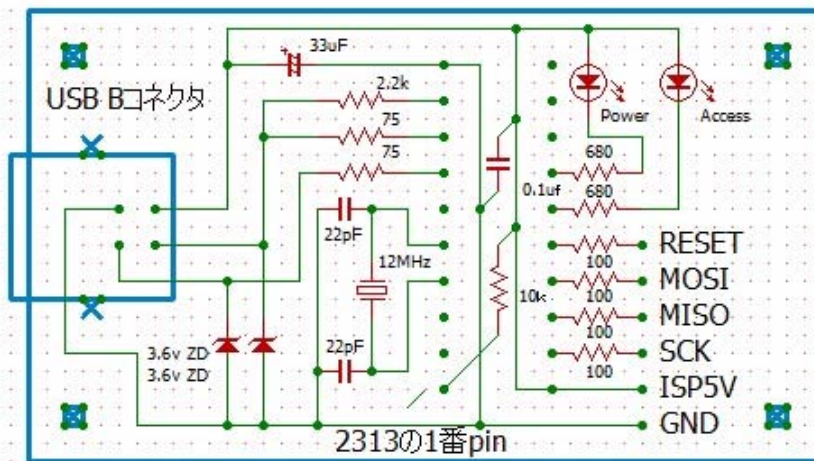 33uF
USB Bコネクタ
2.2k
75
75
Power
Access
680
0.1uf
680
22pF
12MHz
RESET
100
MOSI
10k
100
MISO
100
22pF
SCK
3.6v ZD
3.6v ZD
100
ISP5V
GND
2313の1番pin